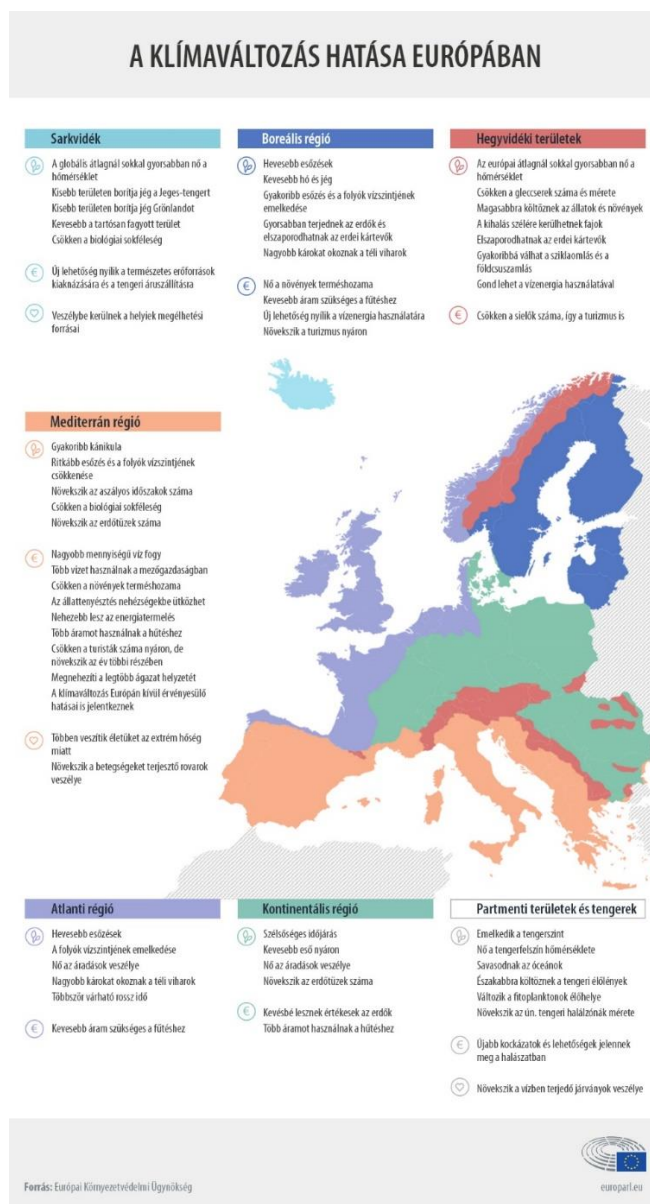 A KLÍMAVÁLTOZÁS HATÁSA EURÓPÁBAN
Sarkvidék
A globális átlagnál sokkal gyorsabban nő a
hőmérséklet
Kisebb területen borítja jég a Jeges-tengert
Kisebb területen borítja jég Grönlandot
Kevesebb a tartósan fagyott terület
Csökken a biológiai sokféleség
Új lehetőség nyílik a természetes erőforrások
kiaknázására és a tengeri áruszállításra
Veszélybe kerülnek a helyiek megélhetési
forrásai
Boreális régió
Hevesebb esőzések
Kevesebb hó és jég
Gyakoribb esőzés és a folyók vízszintjének
emelkedése
Gyorsabban terjednek az erdők és
elszaporodhatnak az erdei kártevők
Nagyobb károkat okoznak a téli viharok
Nő a növények terméshozama
Kevesebb áram szükséges a fűtéshez
Új lehetőség nyílik a vízenergia használatára
Növekszik a turizmus nyáron
Hegyvidéki területek
Az európai átlagnál sokkal gyorsabban nő a
hőmérséklet
Csökken a gleccserek száma és mérete
Magasabbra költöznek az állatok és növények
A kihalás szélére kerülhetnek fajok
Elszaporodhatnak az erdei kártevők
Gyakoribbá válhat a sziklaomlás és a
földcsuszamlás
Gond lehet a vízenergia használatával
Csökken a síelők száma, így a turizmus is
Mediterrán régió
Gyakoribb kánikula
Ritkább esőzés és a folyók vízszintjének
csökkenése
Növekszik az aszályos időszakok száma
Csökken a biológiai sokféleség
Növekszik az erdőtüzek száma
Nagyobb mennyiségű víz fogy
Több vizet használnak a mezőgazdaságban
Csökken a növények terméshozama
Az állattenyésztés nehézségekbe ütközhet
Nehezebb lesz az energiatermelés
Több áramot használnak a hűtéshez
Csökken a turisták száma nyáron, de
növekszik az év többi részében
Megnehezíti a legtöbb ágazat helyzetét
A klímaváltozás Európán kívül érvényesülő
hatásai is jelentkeznek
Többen veszítik életüket az extrém hőség
miatt
Növekszik a betegségeket terjesztő rovarok
veszélye
Atlanti régió
Hevesebb esőzések
A folyók vízszintjének emelkedése
Nő az áradások veszélye
Nagyobb károkat okoznak a téli viharok
Többször várható rossz idő
Kevesebb áram szükséges a fűtéshez
Kontinentális régió
Szélsőséges időjárás
Kevesebb eső nyáron
Nő az áradások veszélye
Növekszik az erdőtüzek száma
Kevésbé lesznek értékesek az erdők
Több áramot használnak a hűtéshez
Partmenti területek és tengerek
Emelkedik a tengerszint
Nő a tengerfelszín hőmérséklete
Savasodnak az óceánok
Északabbra költöznek a tengeri élőlények
Változik a fitoplanktonok élőhelye
Növekszik az ún. tengeri halálzónák mérete
Újabb kockázatok és lehetőségek jelennek
meg a halászatban
Növekszik a vízben terjedő járványok veszélye
Forrás: Európai Környezetvédelmi Ügynökség
europarl.eu